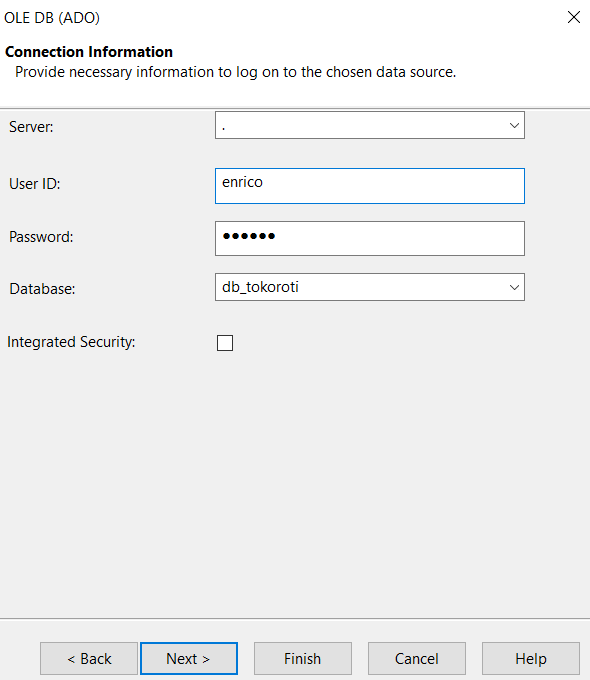 OLE DB (ADO)
Connection Information
Provide necessary information to log on to the chosen data source.
Server: .
User ID: enrico
Password: ●●●●●●
Database: db_tokoroti
Integrated Security:
< Back Next > Finish Cancel Help